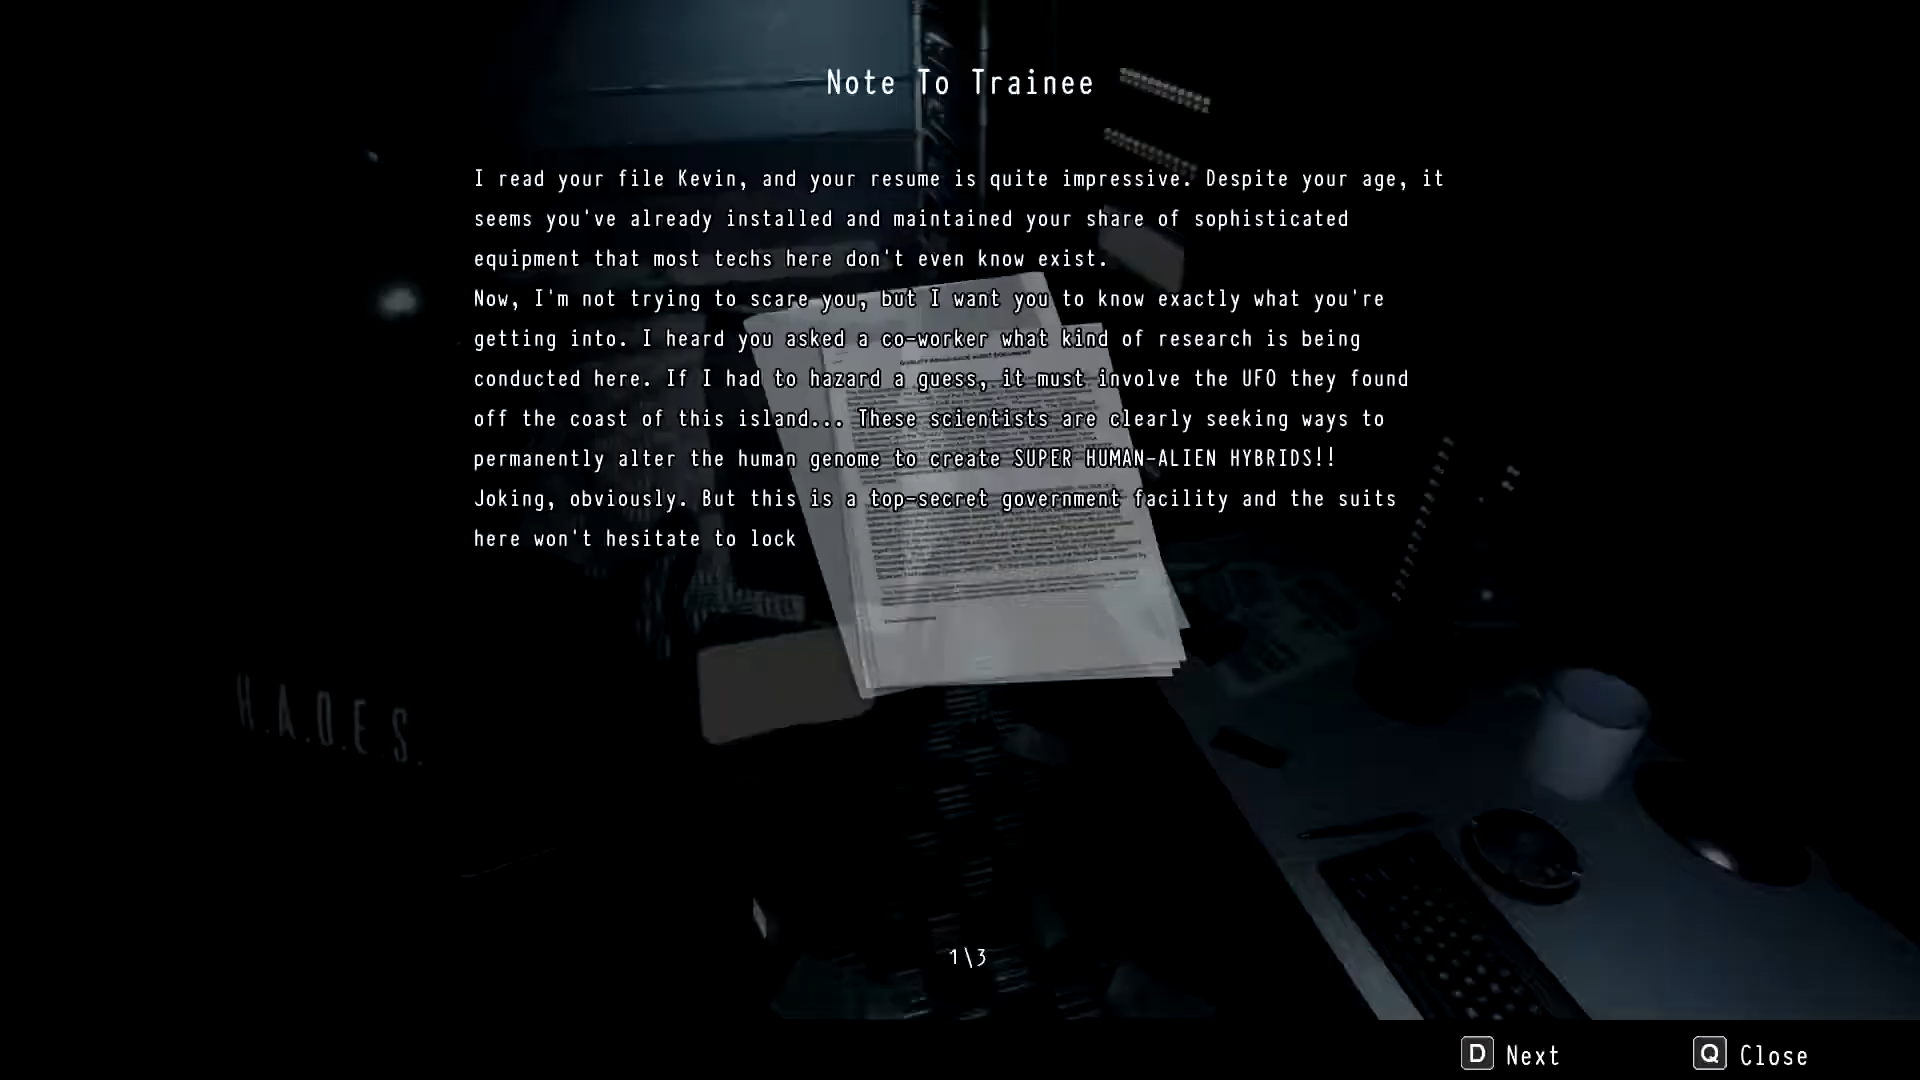 Note To Trainee
I read your file Kevin, and your resume is quite impressive. Despite your age, it
seems you've already installed and maintained your share of sophisticated
equipment that most techs here don't even know exist.
Now, I'm not trying to scare you, but I want you to know exactly what you're
getting into. I heard you asked a co-worker what kind of research is being
conducted here. If I had to hazard a guess, it must involve the UFO they found
off the coast of this island... These scientists are clearly seeking ways to
permanently alter the human genome to create SUPER HUMAN-ALIEN HYBRIDS!!
Joking, obviously. But this is a top-secret government facility and the suits
here won't hesitate to lock
H.A.D.E.S.
1\3
D Next
Q Close